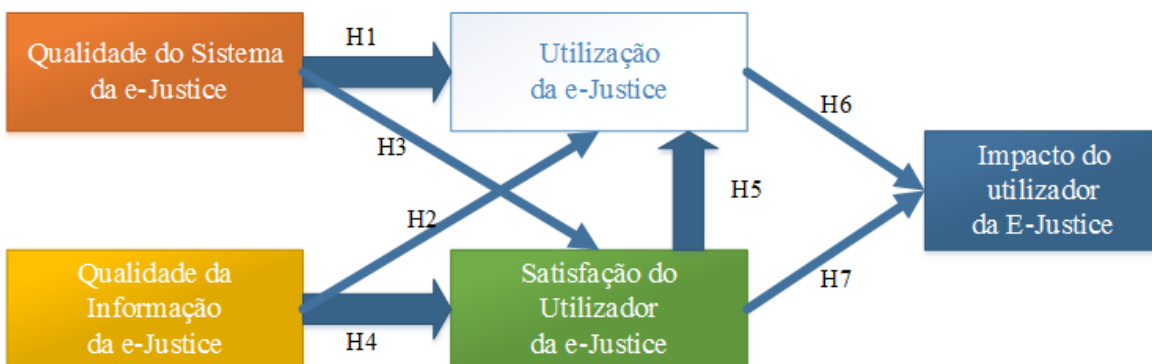 Qualidade do Sistema
da e-Justice
H1
Utilização
da e-Justice
H6
H3
Impacto do
utilizador
da E-Justice
H2
H5
Qualidade da
Informação
da e-Justice
H4
Satisfação do
Utilizador
da e-Justice
H7